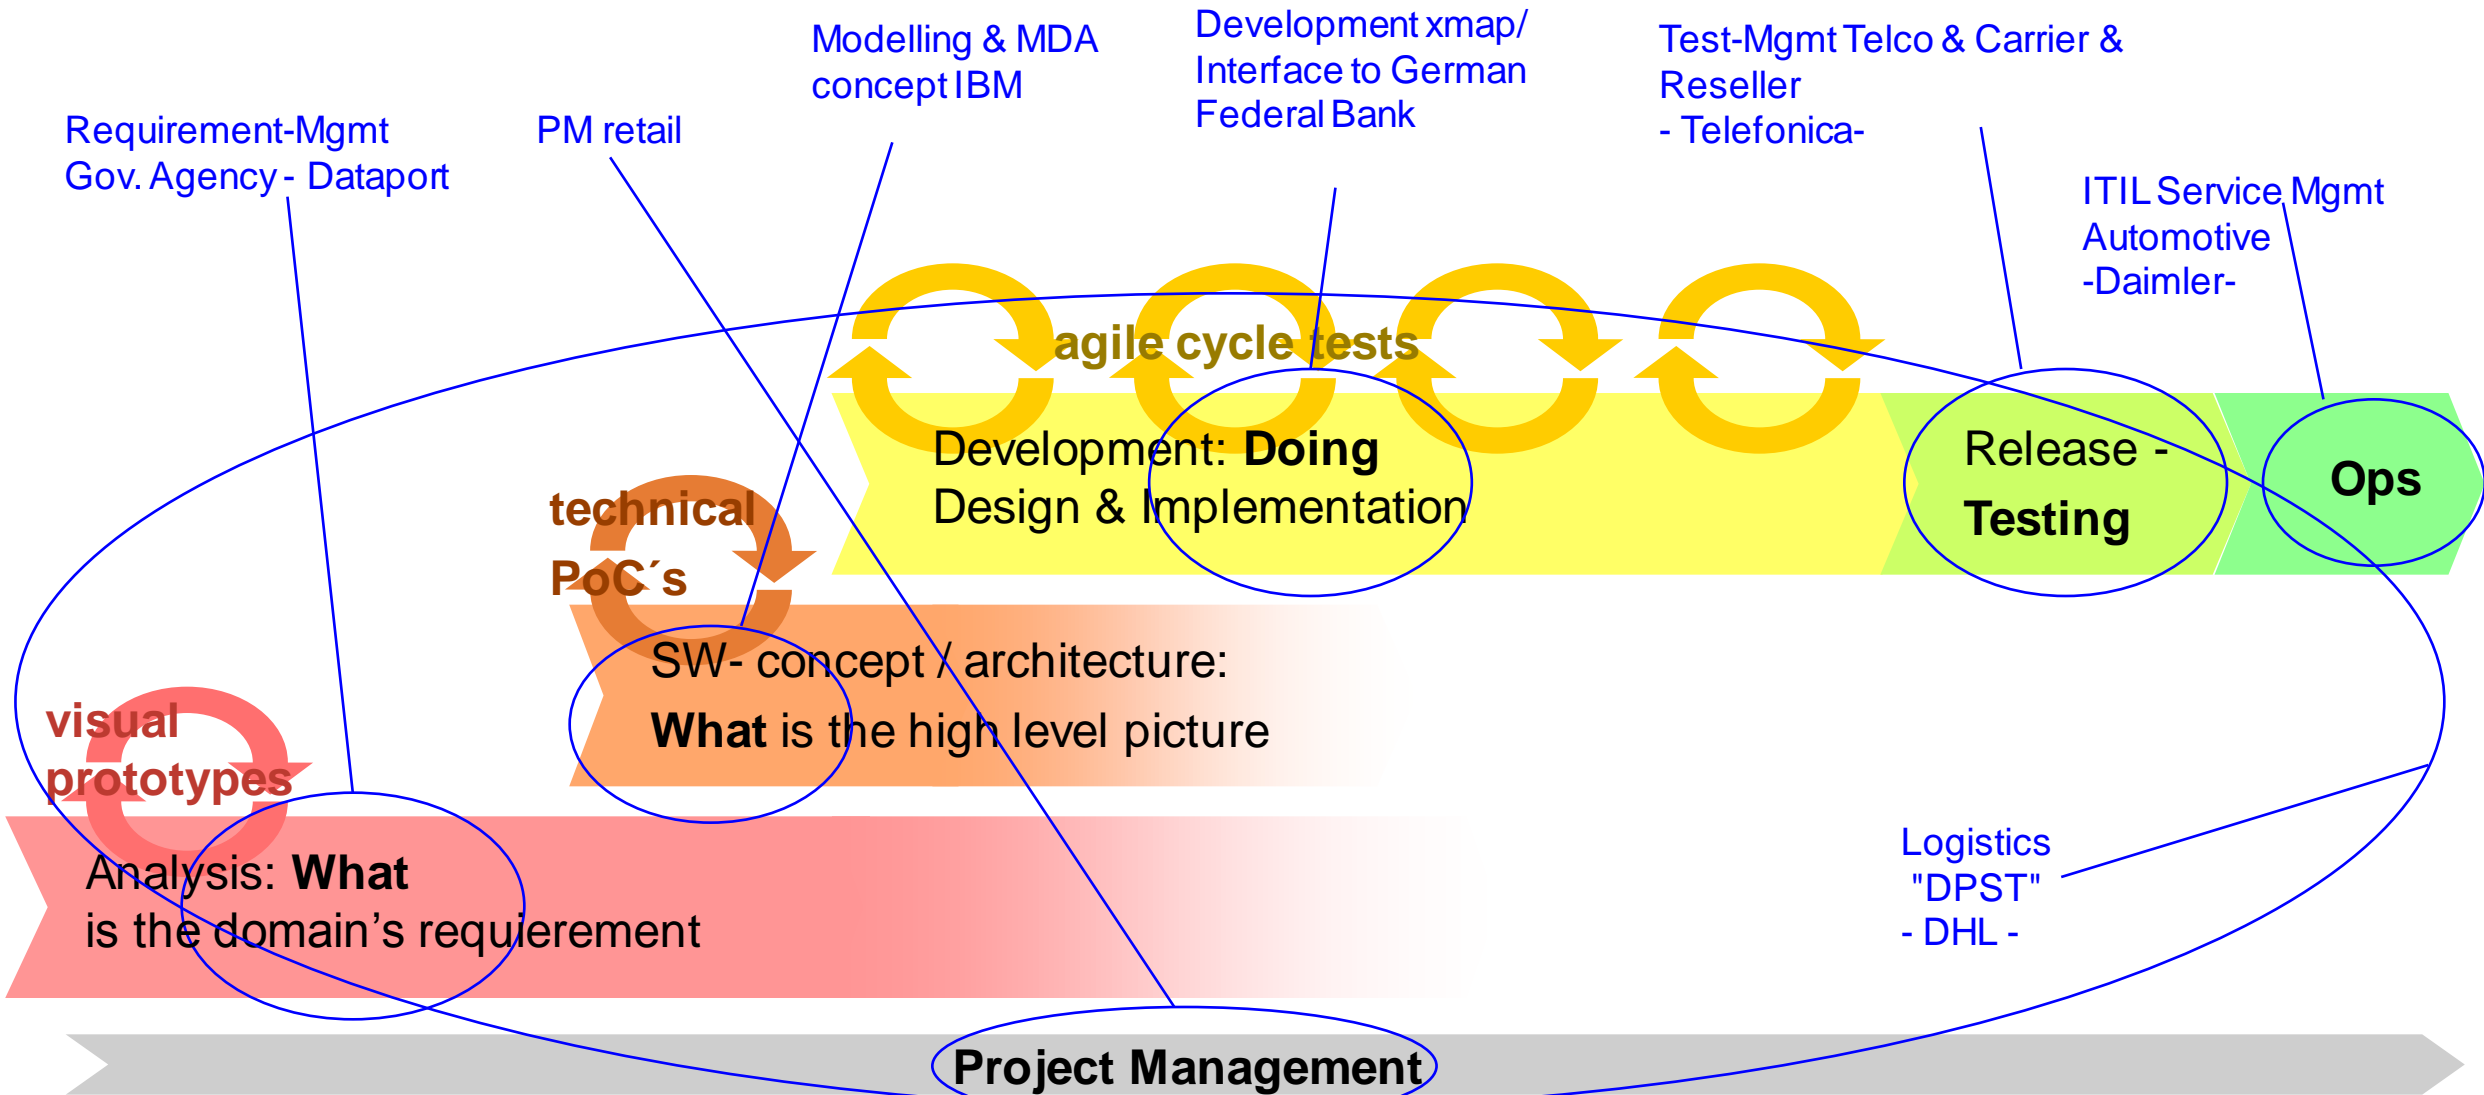 Development xmap/
Interface to German
Federal Bank
Modelling & MDA
concept IBM
Test-Mgmt Telco & Carrier &
Reseller
- Telefonica-
Requirement-Mgmt
Gov. Agency - Dataport
PM retail
ITIL Service Mgmt
Automotive
-Daimler-
agile cycle tests
Development: Doing
Design & Implementation
Release -
Testing
Ops
technical
PoC´s
SW- concept / architecture:
What is the high level picture
visual
prototypes
Analysis: What
is the domain’s requierement
Logistics
"DPST"
- DHL -
Project Management